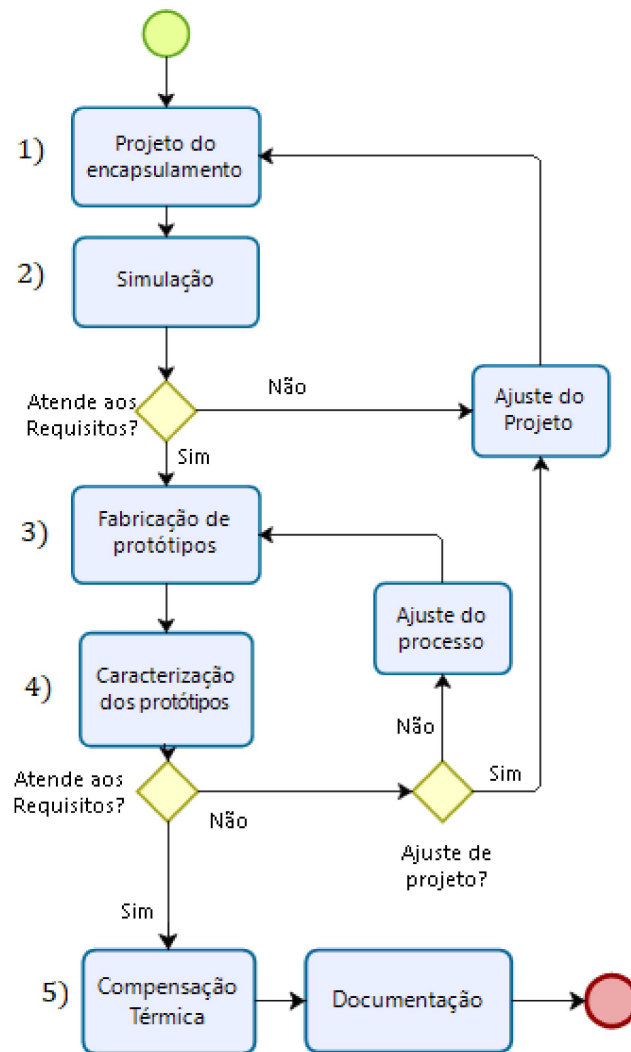 1)
Projeto do
encapsulamento
2)
Simulação
Atende aos
Requisitos?
Não
Sim
Ajuste do
Projeto
3)
Fabricação de
protótipos
Ajuste do
processo
4)
Caracterização
dos protótipos
Não
Sim
Atende aos
Requisitos?
Não
Ajuste de
projeto?
Sim
5)
Compensação
Térmica
Documentação